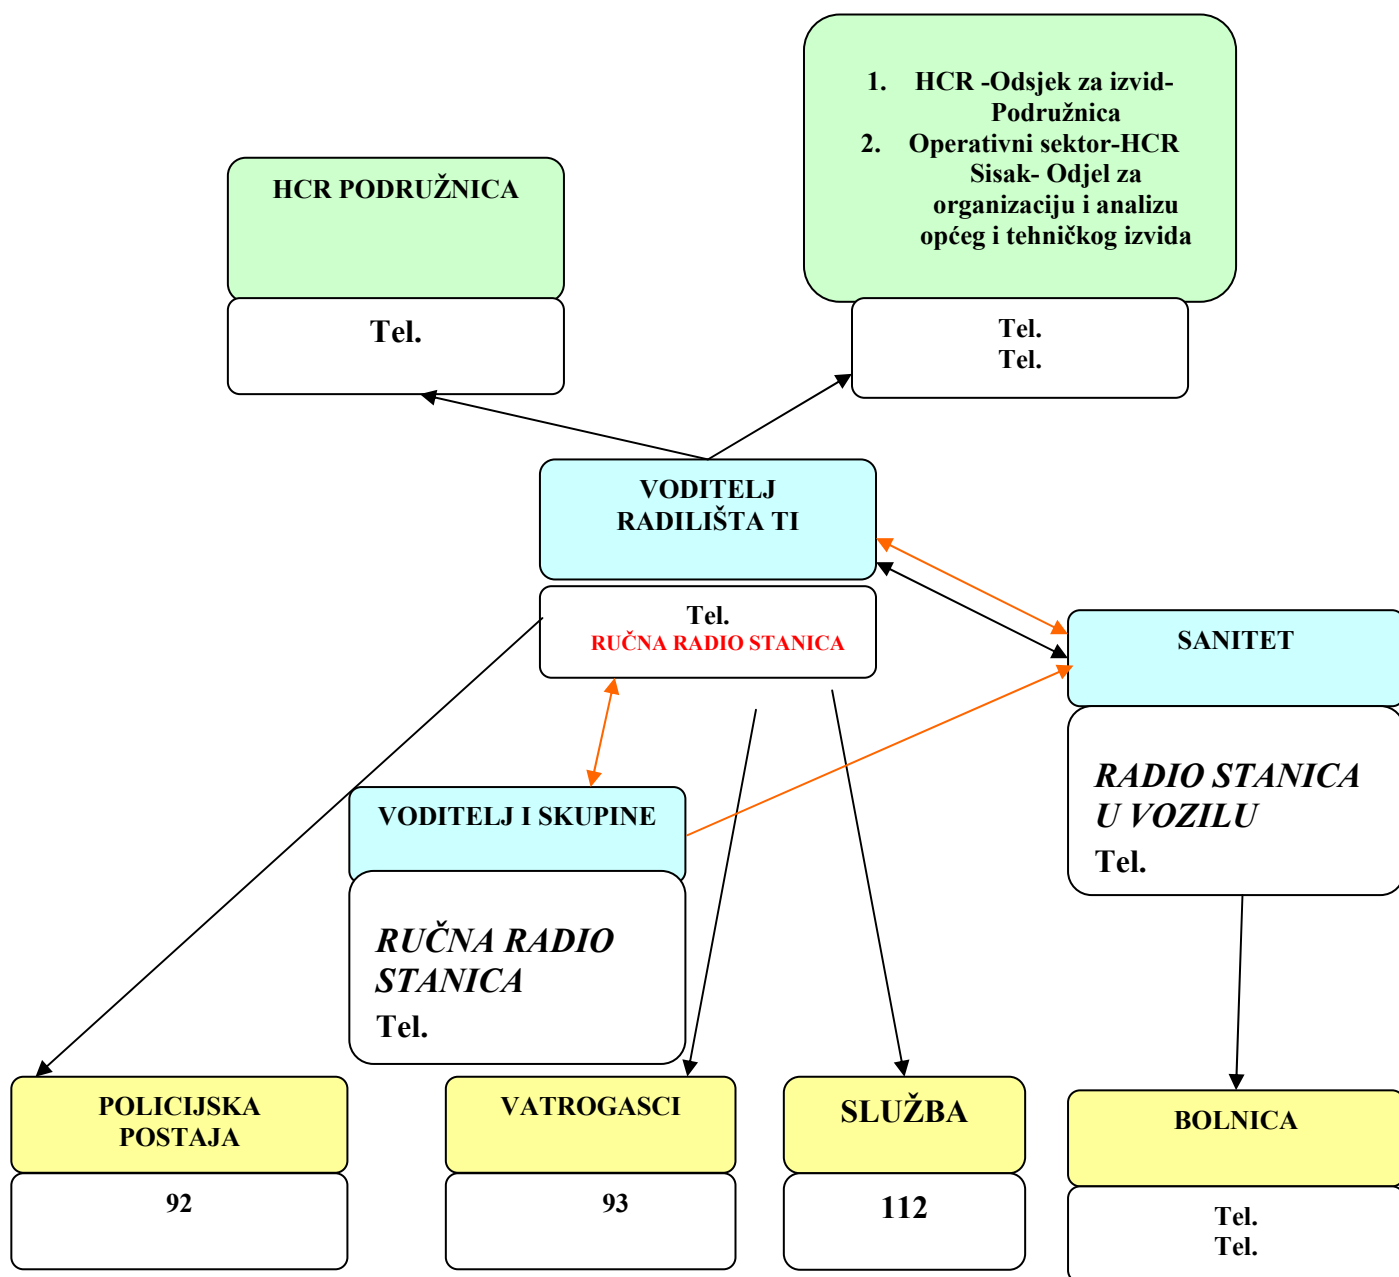 1. HCR -Odsjek za izvid-
Podružnica
2. Operativni sektor-HCR
Sisak- Odjel za
organizaciju i analizu
općeg i tehničkog izvida
HCR PODRUŽNICA
Tel.
Tel.
Tel.
VODITELJ
RADILIŠTA TI
Tel.
RUČNA RADIO STANICA
SANITET
RADIO STANICA
U VOZILU
Tel.
VODITELJ I SKUPINE
RUČNA RADIO
STANICA
Tel.
POLICIJSKA
POSTAJA
92
VATROGASCI
93
SLUŽBA
112
BOLNICA
Tel.
Tel.